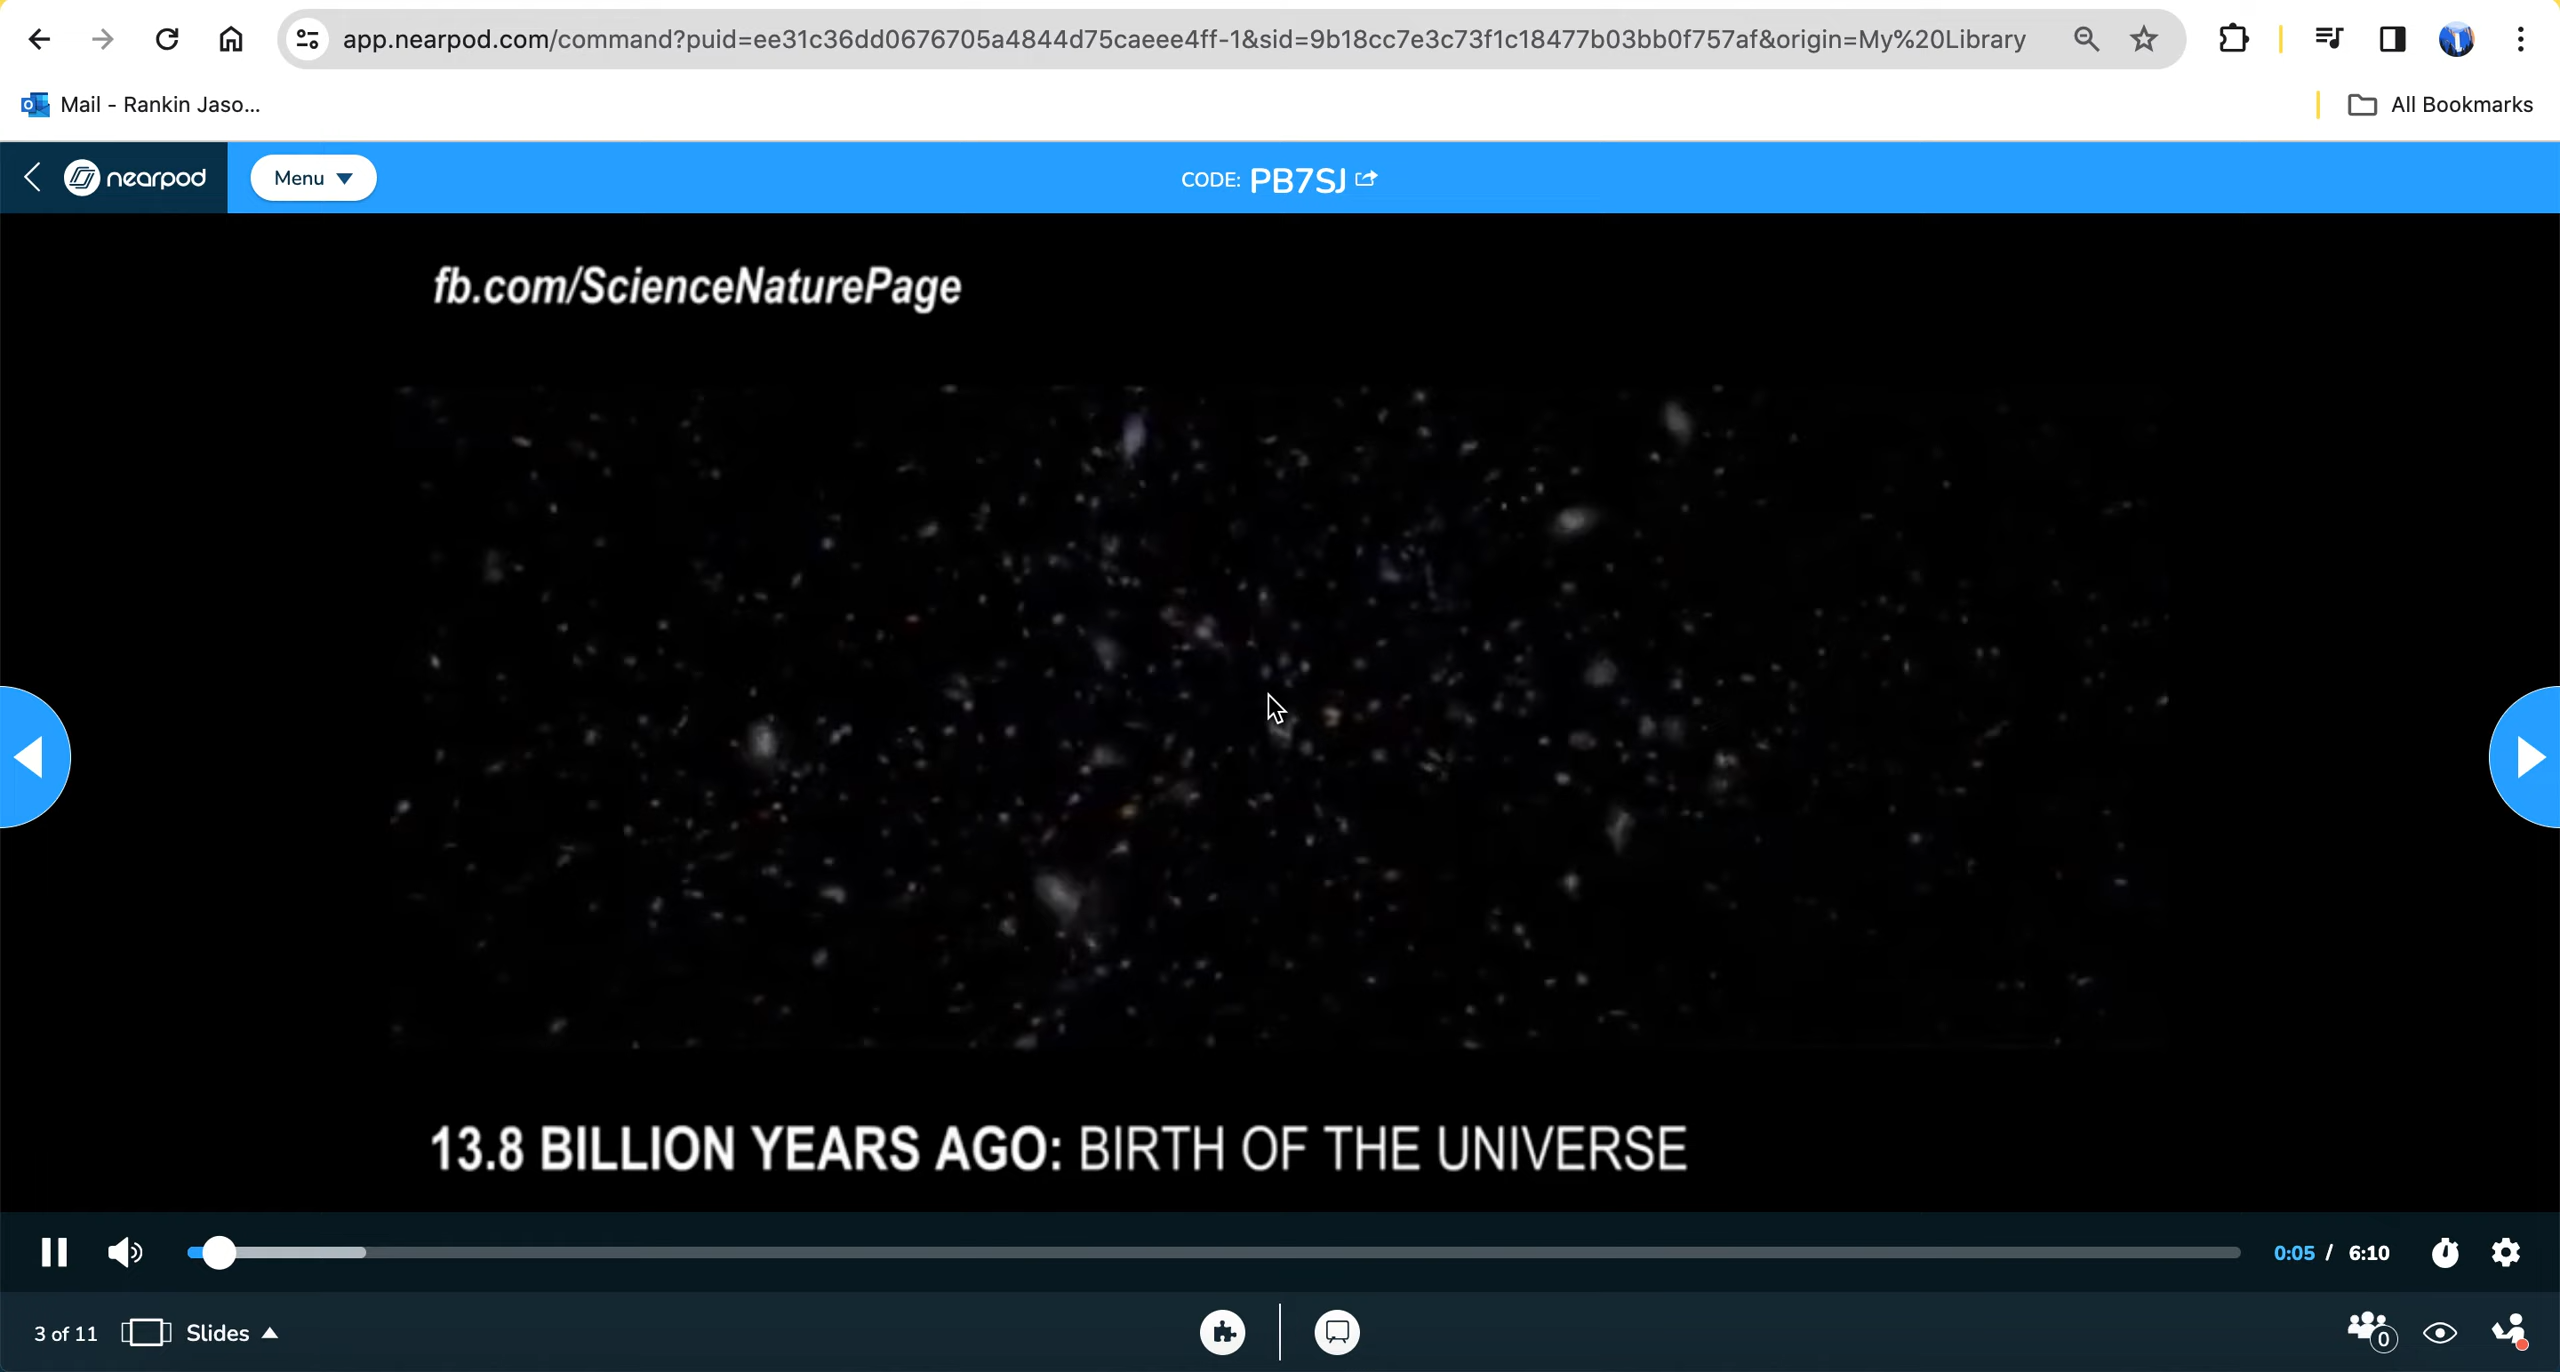 app.nearpod.com/command?puid=ee31c36dd0676705a4844d75caeee4ff-1&sid=9b18cc7e3c73f1c18477b03bb0f757af&origin=My%20Library
Mail - Rankin Jaso...
All Bookmarks
nearpod
Menu
CODE: PB7SJ
fb.com/ScienceNaturePage
13.8 BILLION YEARS AGO: BIRTH OF THE UNIVERSE
0:05 / 6:10
3 of 11
Slides
0